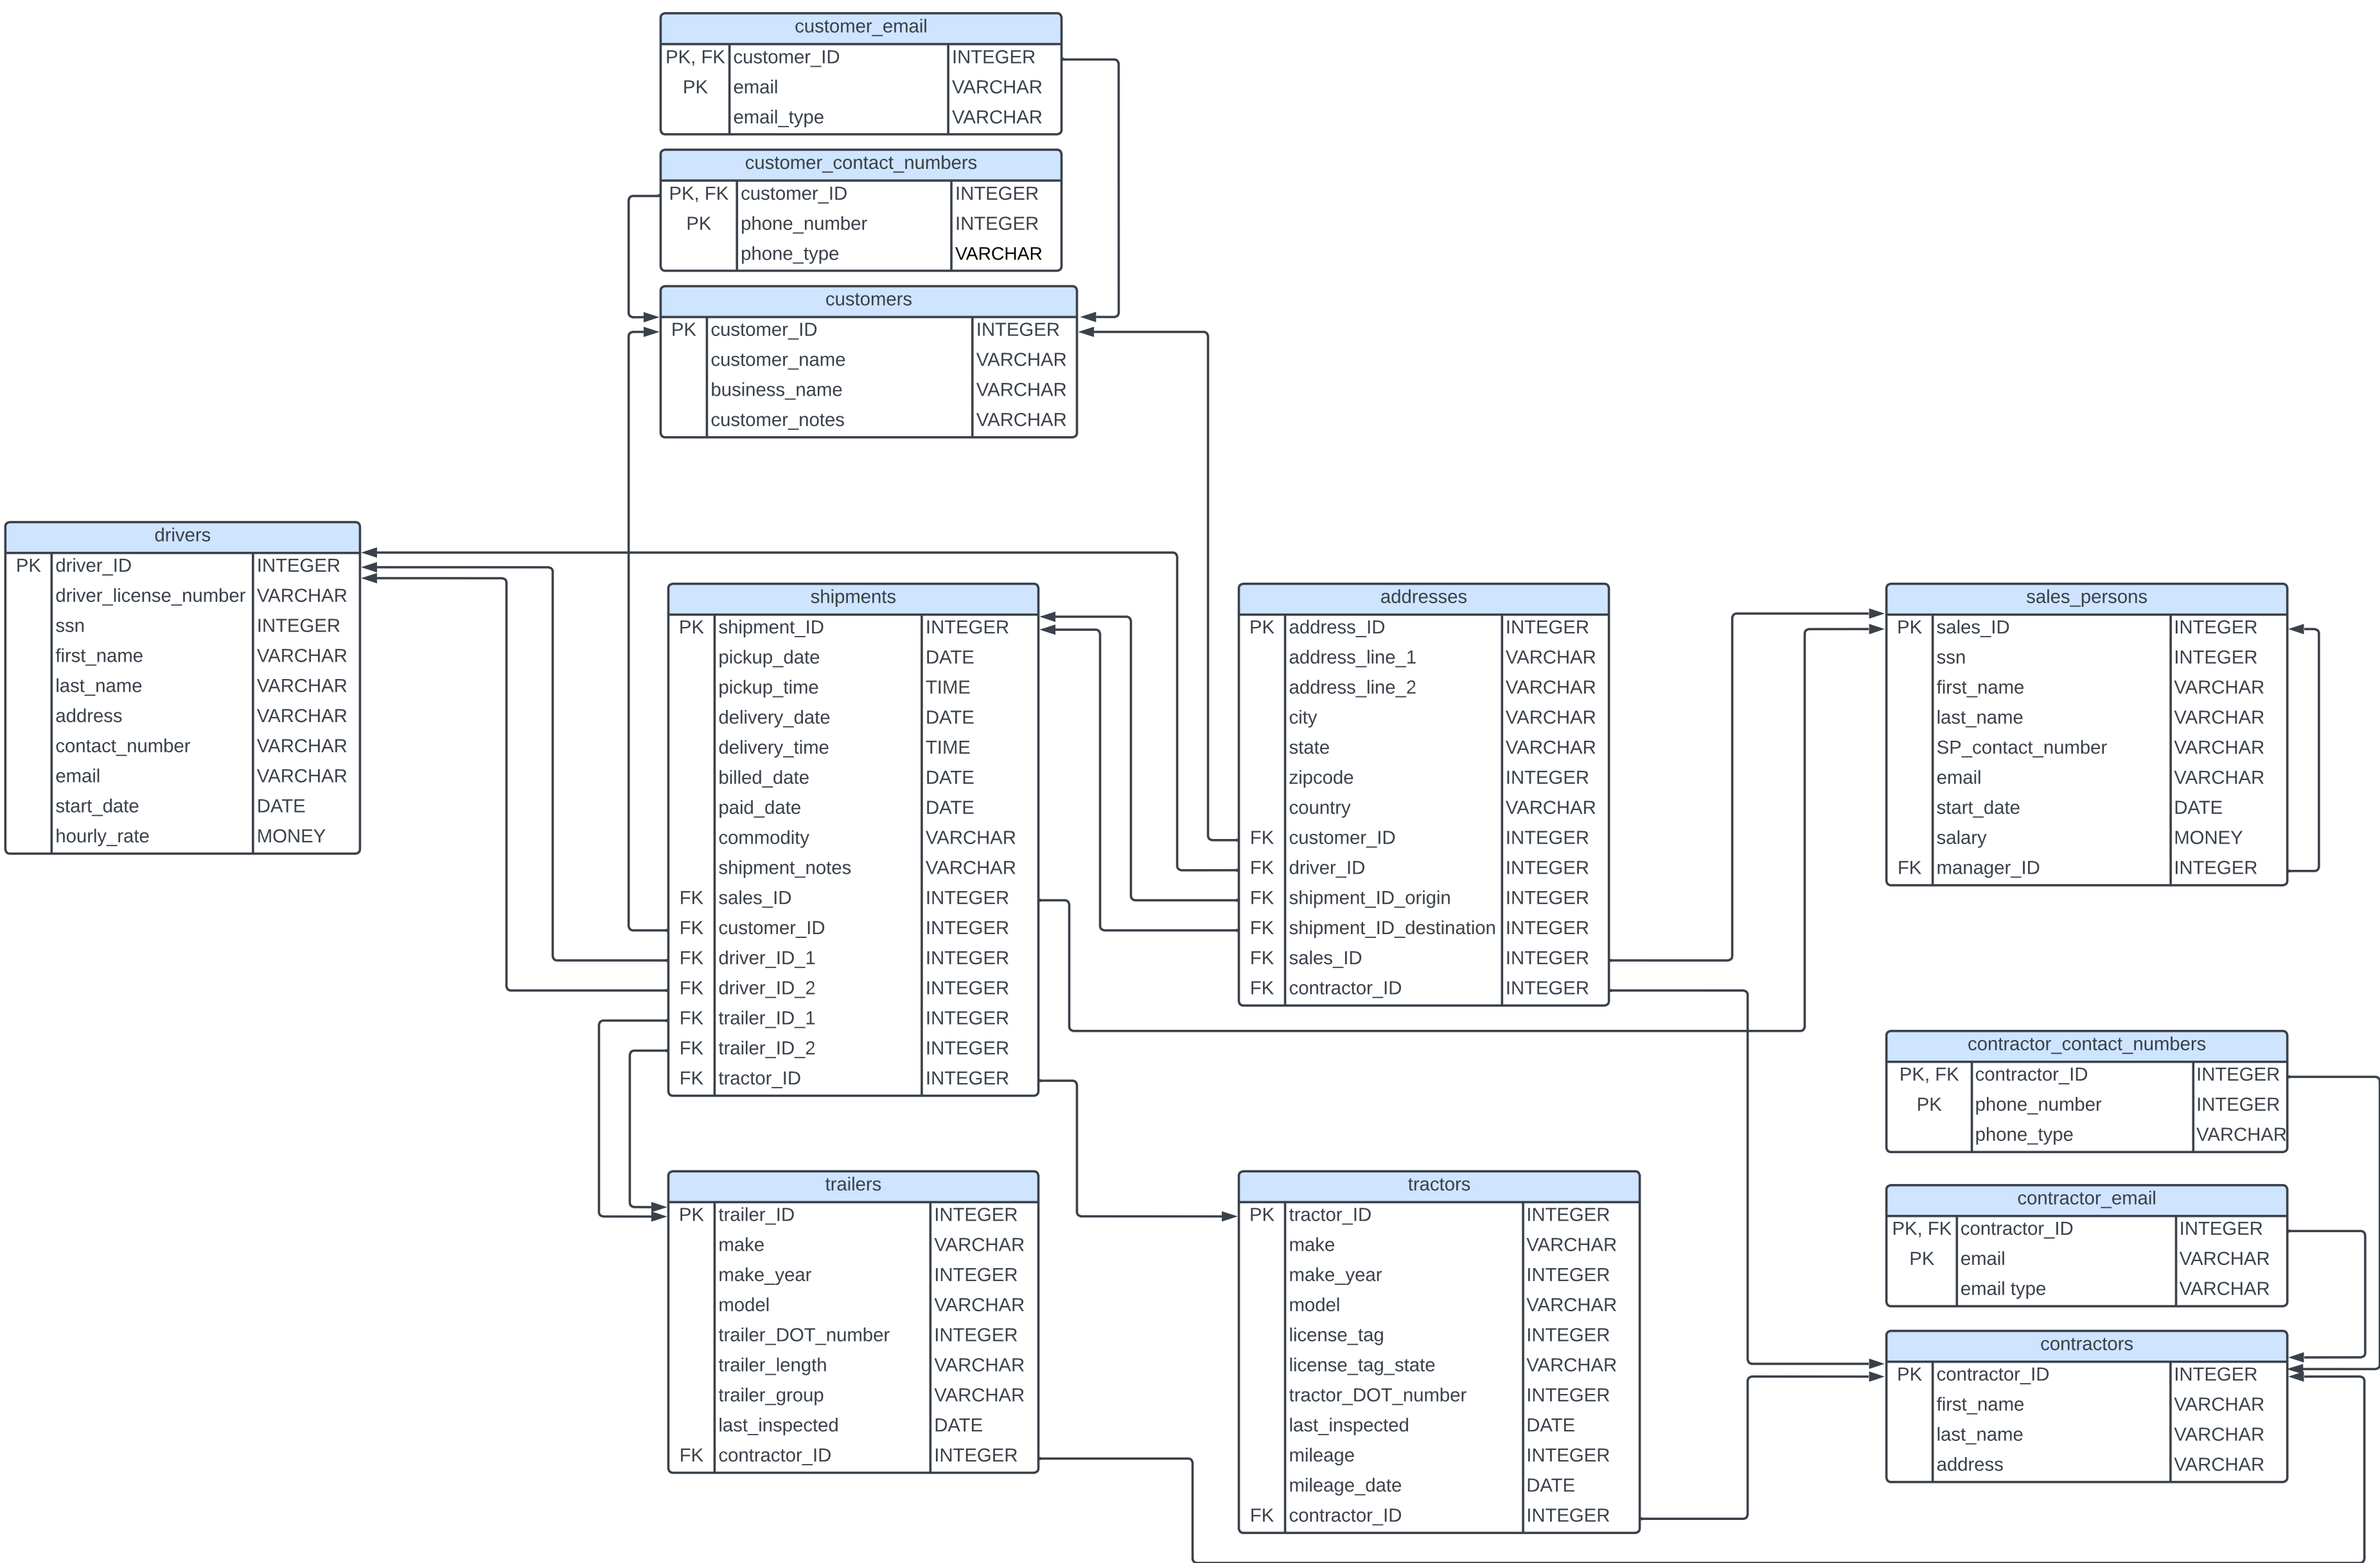 customer_email
PK, FK customer_ID INTEGER
PK email VARCHAR
email_type VARCHAR
customer_contact_numbers
PK, FK customer_ID INTEGER
PK phone_number INTEGER
phone_type VARCHAR
customers
PK customer_ID INTEGER
customer_name VARCHAR
business_name VARCHAR
customer_notes VARCHAR
drivers
PK driver_ID INTEGER
driver_license_number VARCHAR
ssn INTEGER
first_name VARCHAR
last_name VARCHAR
address VARCHAR
contact_number VARCHAR
email VARCHAR
start_date DATE
hourly_rate MONEY
shipments
PK shipment_ID INTEGER
pickup_date DATE
pickup_time TIME
delivery_date DATE
delivery_time TIME
billed_date DATE
paid_date DATE
commodity VARCHAR
shipment_notes VARCHAR
FK sales_ID INTEGER
FK customer_ID INTEGER
FK driver_ID_1 INTEGER
FK driver_ID_2 INTEGER
FK trailer_ID_1 INTEGER
FK trailer_ID_2 INTEGER
FK tractor_ID INTEGER
addresses
PK address_ID INTEGER
address_line_1 VARCHAR
address_line_2 VARCHAR
city VARCHAR
state VARCHAR
zipcode INTEGER
country VARCHAR
FK customer_ID INTEGER
FK driver_ID INTEGER
FK shipment_ID_origin INTEGER
FK shipment_ID_destination INTEGER
FK sales_ID INTEGER
FK contractor_ID INTEGER
sales_persons
PK sales_ID INTEGER
ssn INTEGER
first_name VARCHAR
last_name VARCHAR
SP_contact_number VARCHAR
email VARCHAR
start_date DATE
salary MONEY
FK manager_ID INTEGER
contractor_contact_numbers
PK, FK contractor_ID INTEGER
PK phone_number INTEGER
phone_type VARCHAR
trailers
PK trailer_ID INTEGER
make VARCHAR
make_year INTEGER
model VARCHAR
trailer_DOT_number INTEGER
trailer_length VARCHAR
trailer_group VARCHAR
last_inspected DATE
FK contractor_ID INTEGER
tractors
PK tractor_ID INTEGER
make VARCHAR
make_year INTEGER
model VARCHAR
license_tag INTEGER
license_tag_state VARCHAR
tractor_DOT_number INTEGER
last_inspected DATE
mileage INTEGER
mileage_date DATE
FK contractor_ID INTEGER
contractor_email
PK, FK contractor_ID INTEGER
PK email VARCHAR
email type VARCHAR
contractors
PK contractor_ID INTEGER
first_name VARCHAR
last_name VARCHAR
address VARCHAR